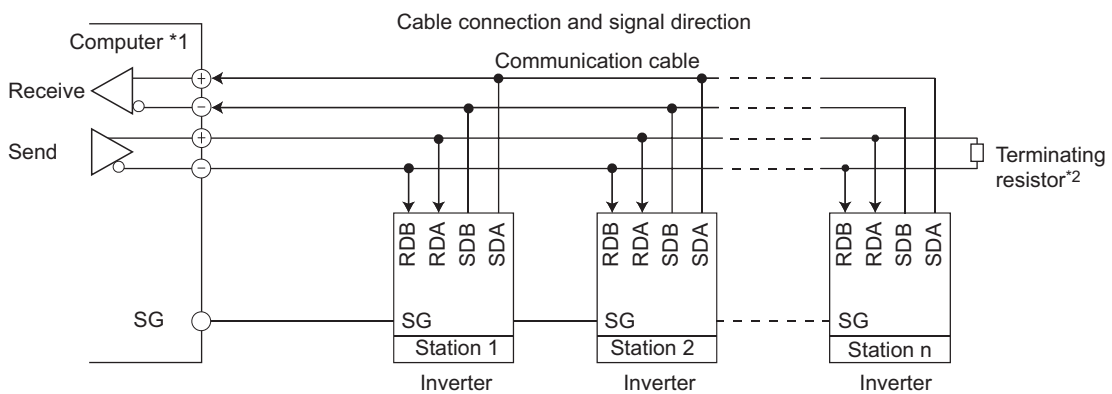 Cable connection and signal direction
Computer *1
Communication cable
Receive
+
−
+
Send
−
Terminating
resistor*2
RDB RDA SDB SDA
RDB RDA SDB SDA
RDB RDA SDB SDA
SG
SG
SG
SG
Station 1
Station 2
Station n
Inverter
Inverter
Inverter